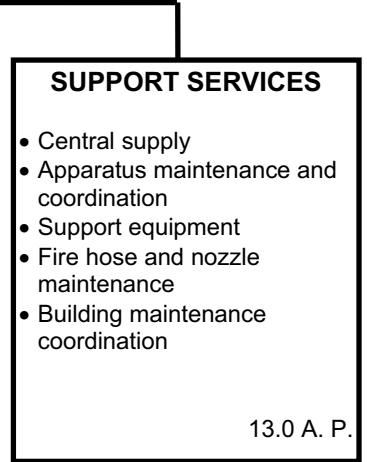 SUPPORT SERVICES
• Central supply
• Apparatus maintenance and
coordination
• Support equipment
• Fire hose and nozzle
maintenance
• Building maintenance
coordination
13.0 A. P.